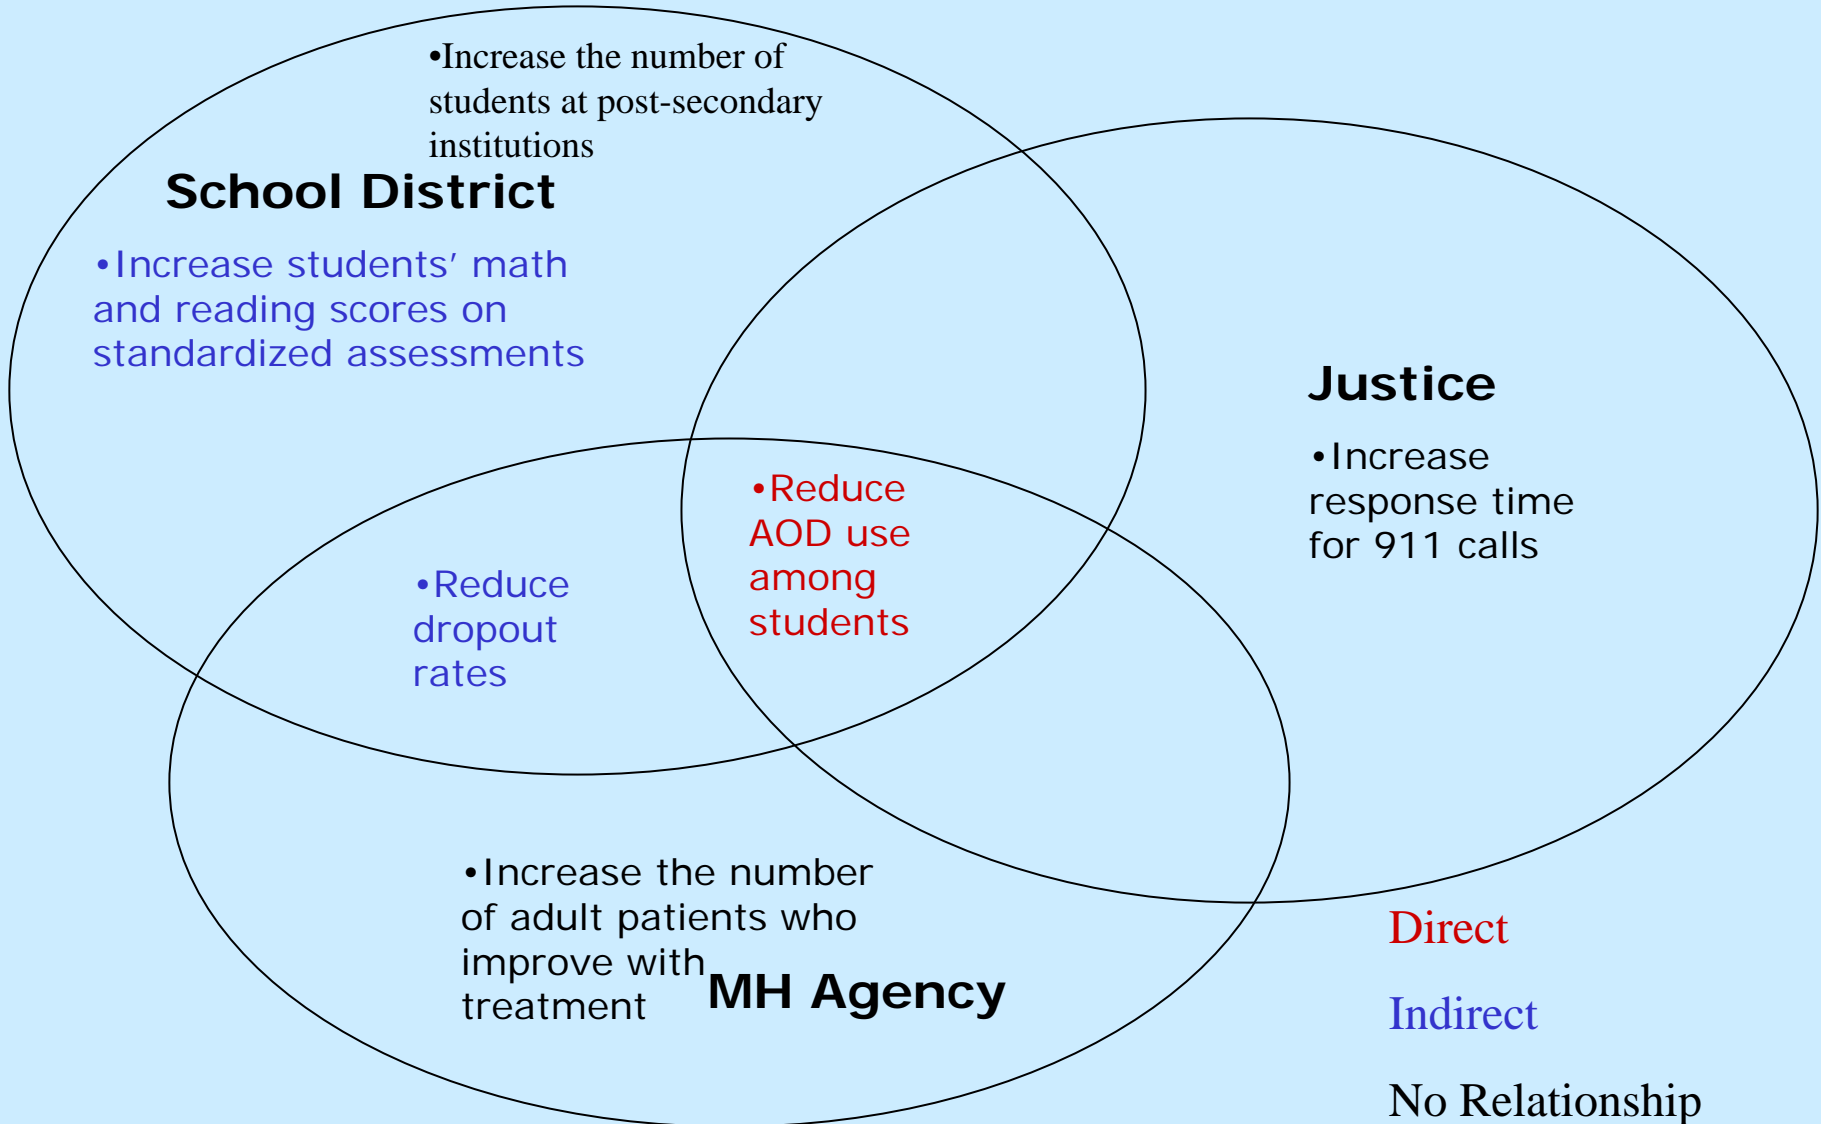 •Increase the number of
students at post-secondary
institutions
School District
•Increase students’ math
and reading scores on
standardized assessments
Justice
•Increase
response time
for 911 calls
•Reduce
AOD use
among
students
•Reduce
dropout
rates
•Increase the number
of adult patients who
improve with
treatment
MH Agency
Direct
Indirect
No Relationship